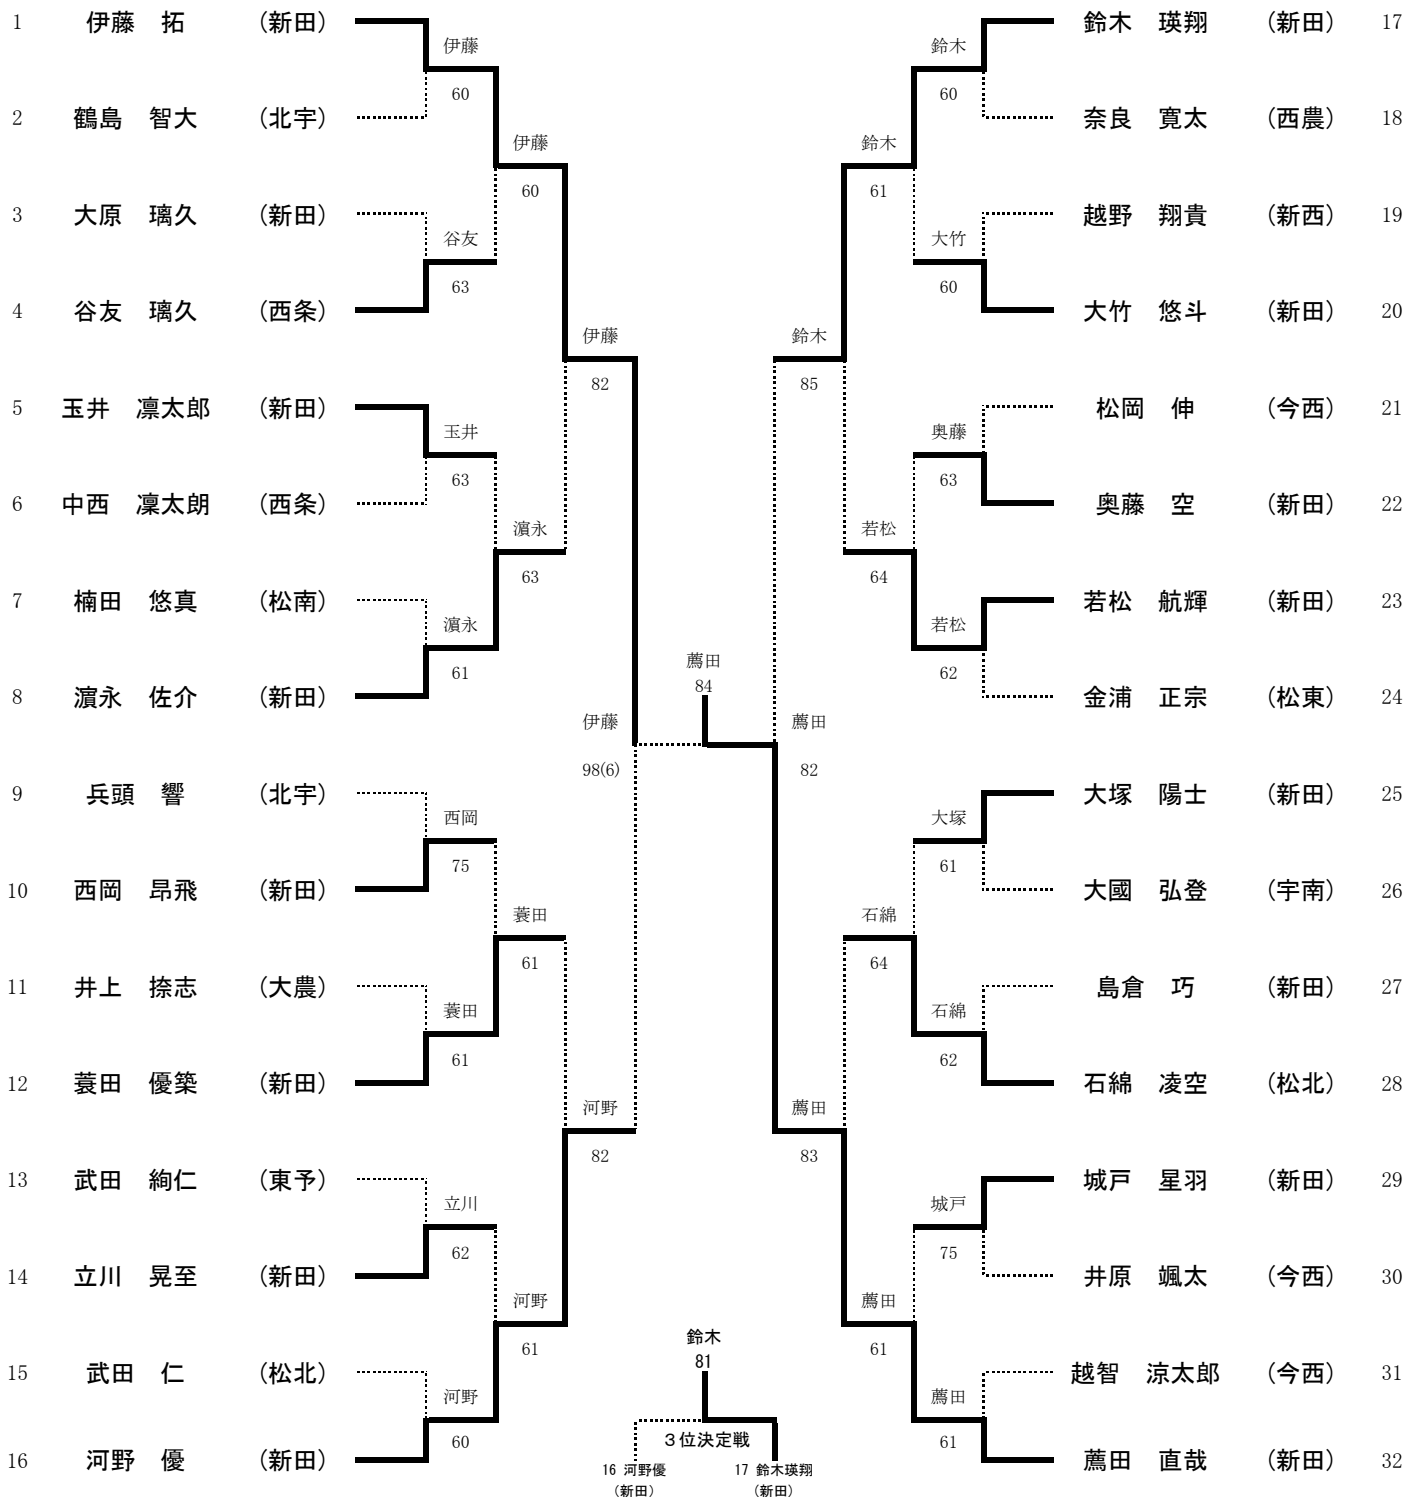 1 伊藤 拓 (新田)
2 鶴島 智大 (北宇)
3 大原 璃久 (新田)
4 谷友 璃久 (西条)
5 玉井 凛太郎 (新田)
6 中西 凜太朗 (西条)
7 楠田 悠真 (松南)
8 濵永 佐介 (新田)
9 兵頭 響 (北宇)
10 西岡 昂飛 (新田)
11 井上 捺志 (大農)
12 蓑田 優築 (新田)
13 武田 絢仁 (東予)
14 立川 晃至 (新田)
15 武田 仁 (松北)
16 河野 優 (新田)
伊藤
60
谷友
63
玉井
63
濵永
61
西岡
75
蓑田
61
立川
62
河野
60
伊藤
60
濵永
63
蓑田
61
河野
61
伊藤
82
河野
82
伊藤
98(6)
薦田
84
薦田
82
鈴木
85
薦田
83
鈴木
61
若松
64
石綿
64
薦田
61
鈴木
60
大竹
60
奥藤
63
若松
62
大塚
61
石綿
62
城戸
75
薦田
61
鈴木 瑛翔 (新田) 17
奈良 寛太 (西農) 18
越野 翔貴 (新西) 19
大竹 悠斗 (新田) 20
松岡 伸 (今西) 21
奥藤 空 (新田) 22
若松 航輝 (新田) 23
金浦 正宗 (松東) 24
大塚 陽士 (新田) 25
大國 弘登 (宇南) 26
島倉 巧 (新田) 27
石綿 凌空 (松北) 28
城戸 星羽 (新田) 29
井原 颯太 (今西) 30
越智 涼太郎 (今西) 31
薦田 直哉 (新田) 32
鈴木
81
３位決定戦
16 河野優
(新田)
17 鈴木瑛翔
(新田)